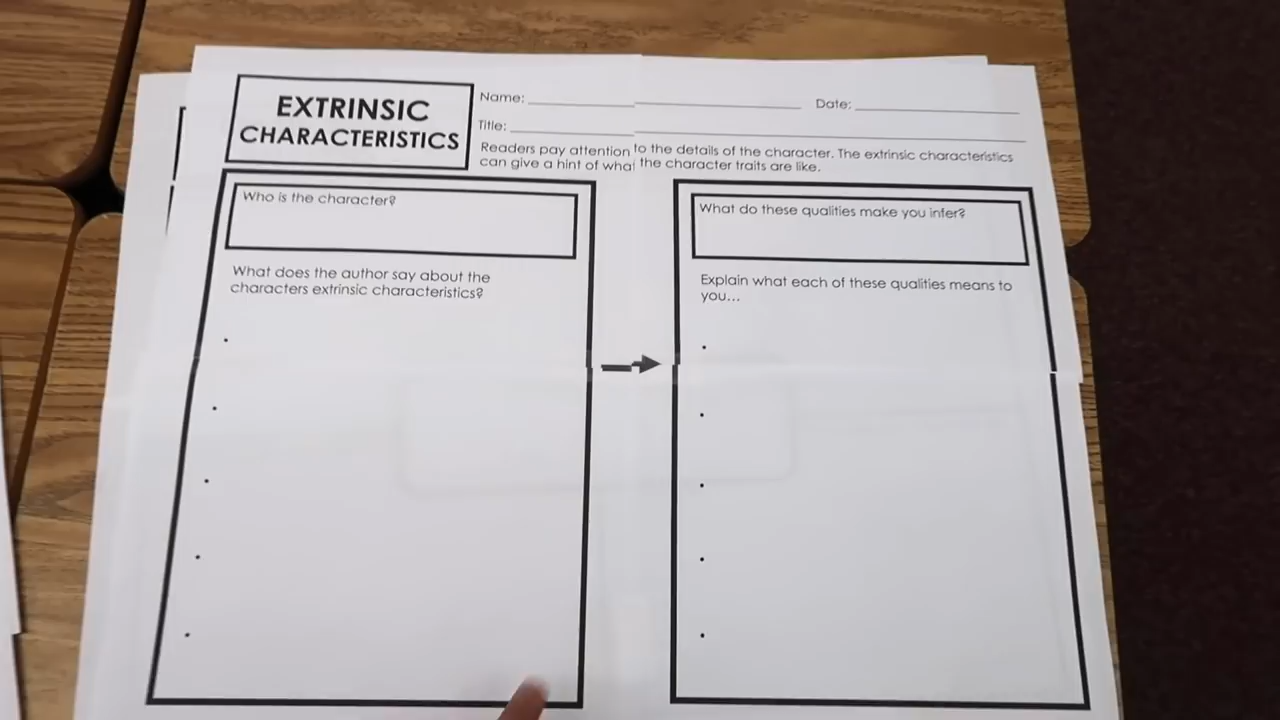 EXTRINSIC
CHARACTERISTICS
Name: Date:
Title:
Readers pay attention to the details of the character. The extrinsic characteristics
can give a hint of what the character traits are like.
Who is the character?
What does the author say about the
characters extrinsic characteristics?
What do these qualities make you infer?
Explain what each of these qualities means to
you...